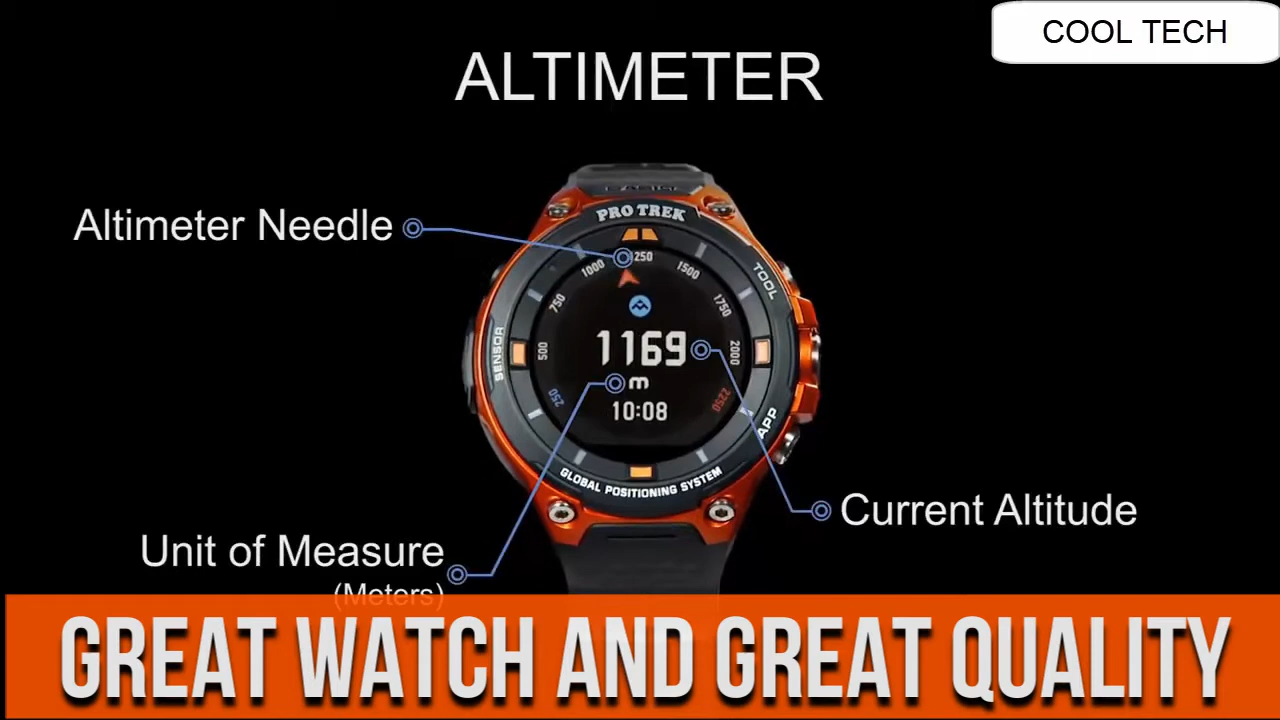 COOL TECH
ALTIMETER
Altimeter Needle
PRO TREK
TOOL
SENSOR
APP
1000
1500
750
1750
500
2000
250
2250
1169
m
10:08
GLOBAL POSITIONING SYSTEM
Current Altitude
Unit of Measure
(Meters)
GREAT WATCH AND GREAT QUALITY